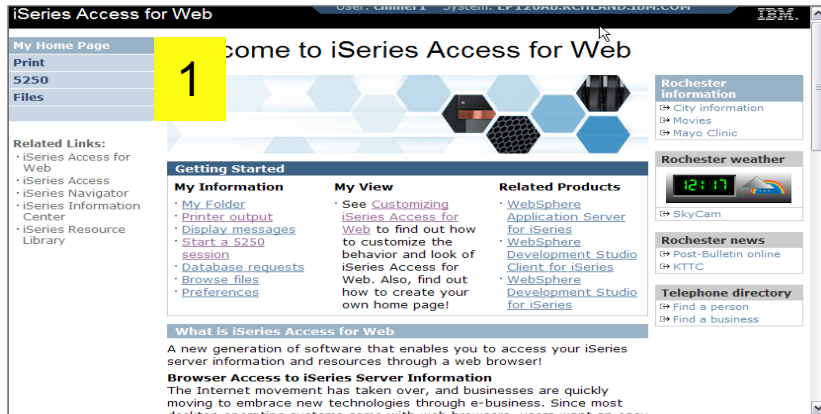 iSeries Access for Web
IBM.
My Home Page
Print
5250
Files
1
come to iSeries Access for Web
Related Links:
· iSeries Access for
Web
· iSeries Access
· iSeries Navigator
· iSeries Information
Center
· iSeries Resource
Library
Getting Started
My Information
· My Folder
· Printer output
· Display messages
· Start a 5250
session
· Database requests
· Browse files
· Preferences
My View
· See Customizing
iSeries Access for
Web to find out how
to customize the
behavior and look of
iSeries Access for
Web. Also, find out
how to create your
own home page!
Related Products
· WebSphere
Application Server
for iSeries
· WebSphere
Development Studio
Client for iSeries
· WebSphere
Development Studio
for iSeries
What is iSeries Access for Web
A new generation of software that enables you to access your iSeries
server information and resources through a web browser!
Browser Access to iSeries Server Information
The Internet movement has taken over, and businesses are quickly
moving to embrace new technologies through e-business. Since most
Rochester
information
City information
Movies
Mayo Clinic
Rochester weather
12:17
SkyCam
Rochester news
Post-Bulletin online
KTTC
Telephone directory
Find a person
Find a business